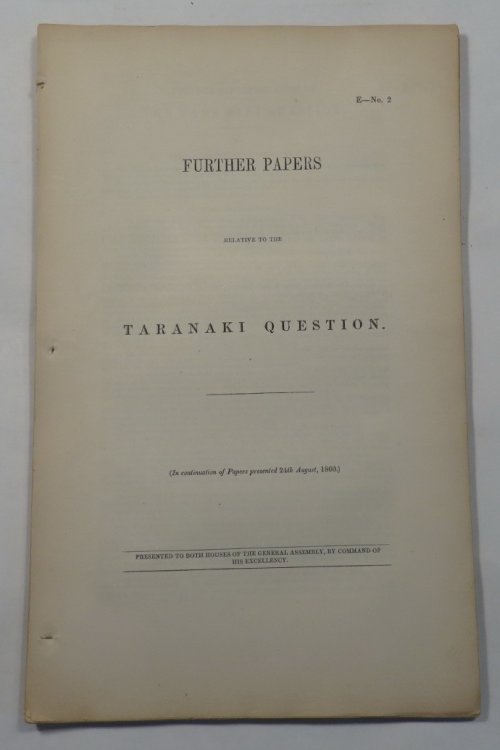 E—No. 2
FURTHER PAPERS
RELATIVE TO THE
TARANAKI QUESTION.
(In continuation of Papers presented 24th August, 1860.)
PRESENTED TO BOTH HOUSES OF THE GENERAL ASSEMBLY, BY COMMAND OF
HIS EXCELLENCY.